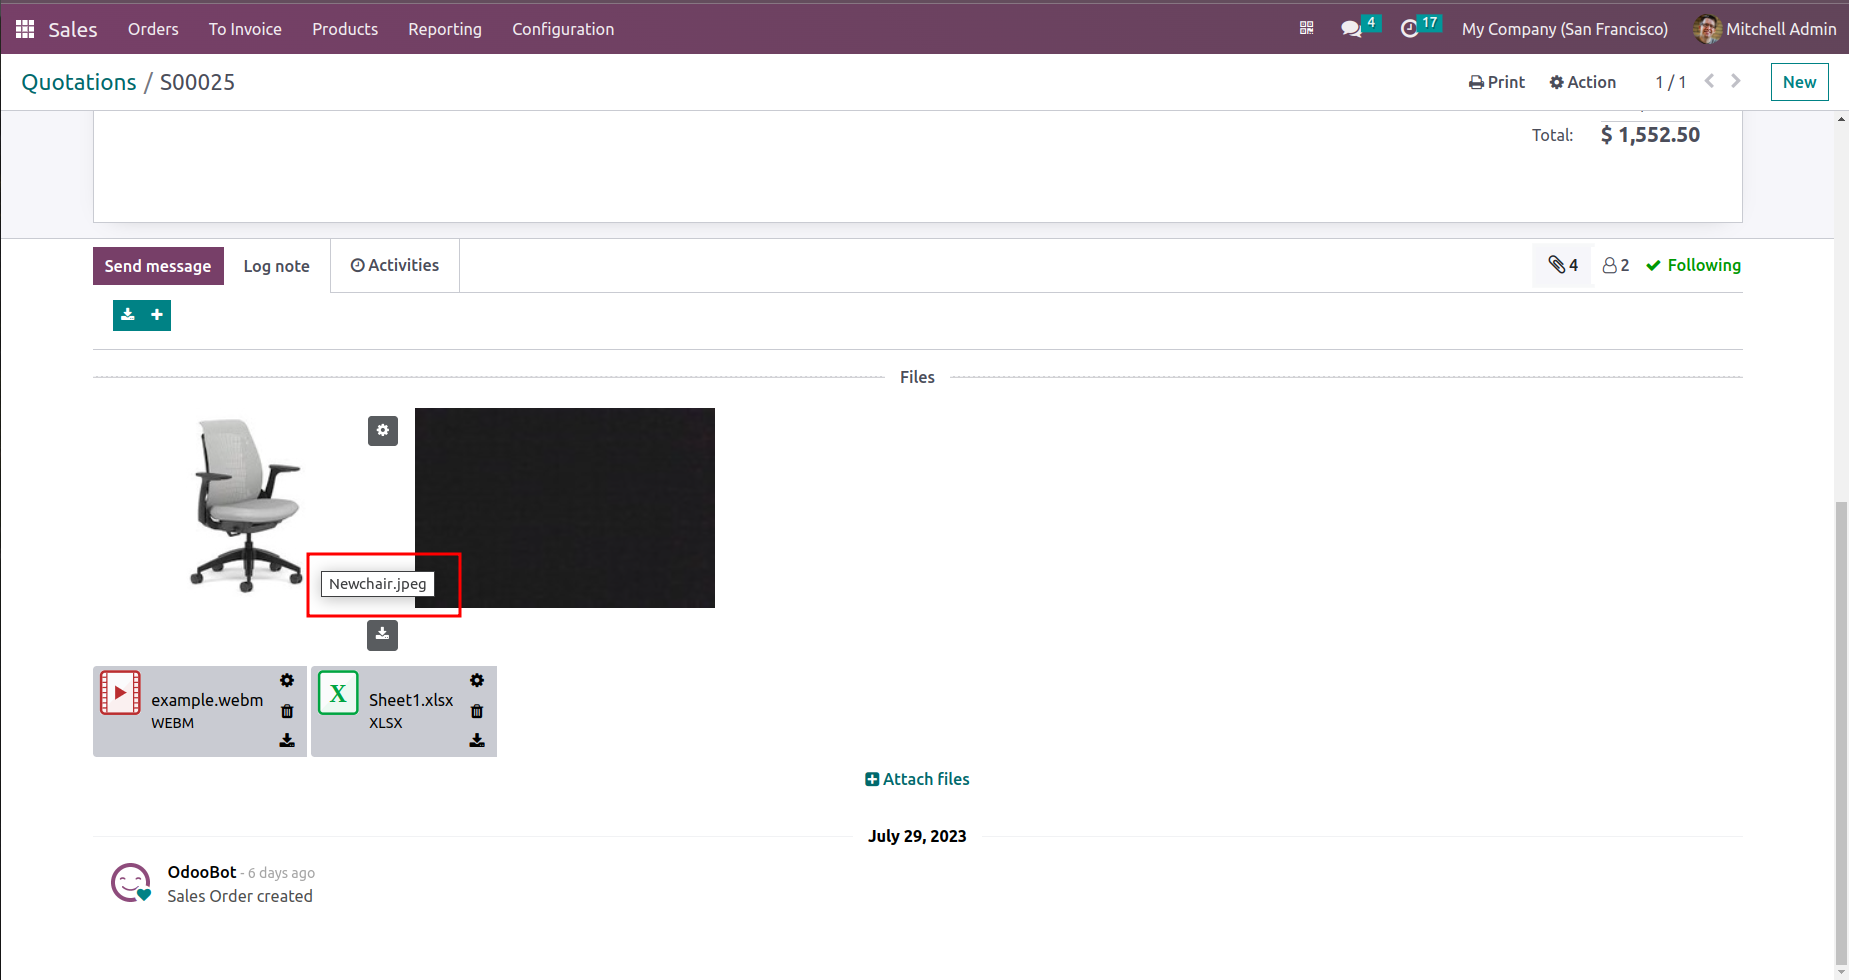 Sales Orders To Invoice Products Reporting Configuration 4 17 My Company (San Francisco) Mitchell Admin
Quotations / S00025 Print Action 1 / 1 New
Total: $ 1,552.50
Send message Log note Activities 4 2 Following
Files
Newchair.jpeg
example.webm
WEBM
X
Sheet1.xlsx
XLSX
Attach files
July 29, 2023
OdooBot - 6 days ago
Sales Order created